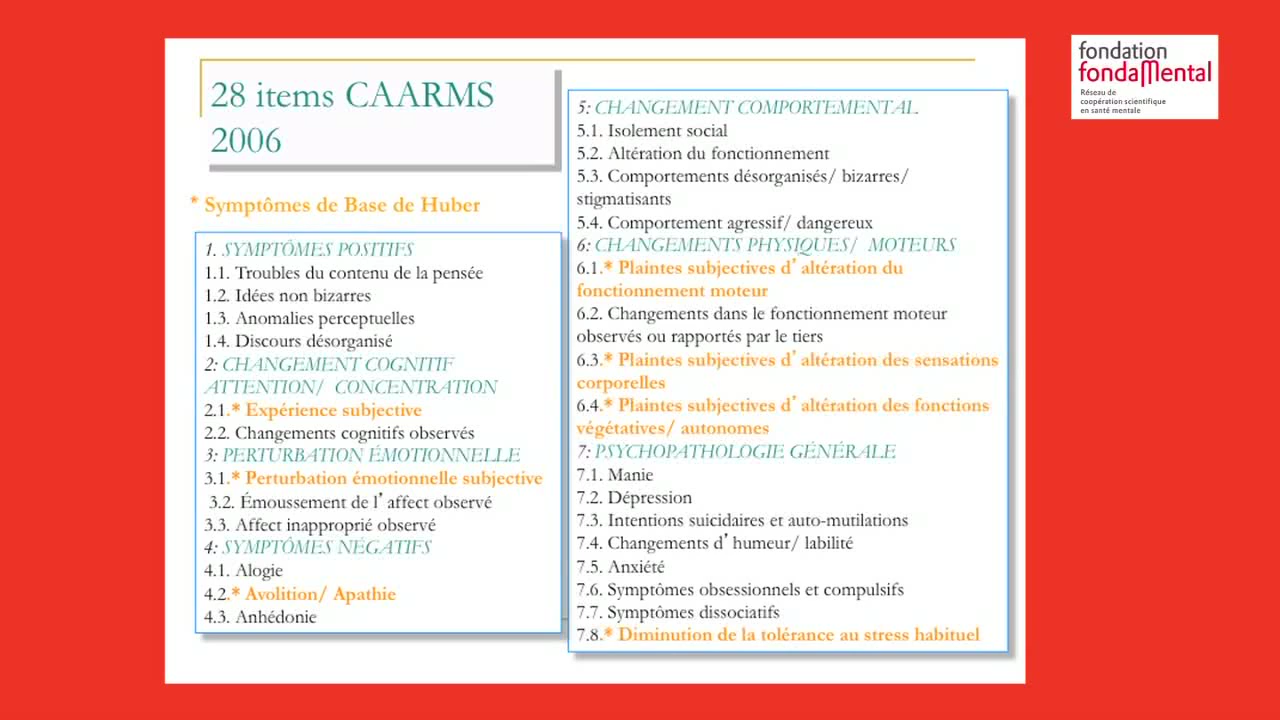 28 items CAARMS
2006
* Symptômes de Base de Huber
1. SYMPTÔMES POSITIFS
1.1. Troubles du contenu de la pensée
1.2. Idées non bizarres
1.3. Anomalies perceptuelles
1.4. Discours désorganisé
2: CHANGEMENT COGNITIF
ATTENTION/ CONCENTRATION
2.1.* Expérience subjective
2.2. Changements cognitifs observés
3: PERTURBATION ÉMOTIONNELLE
3.1.* Perturbation émotionnelle subjective
3.2. Émoussement de l’affect observé
3.3. Affect inapproprié observé
4: SYMPTÔMES NÉGATIFS
4.1. Alogie
4.2.* Avolition/ Apathie
4.3. Anhédonie
5: CHANGEMENT COMPORTEMENTAL
5.1. Isolement social
5.2. Altération du fonctionnement
5.3. Comportements désorganisés/ bizarres/
stigmatisants
5.4. Comportement agressif/ dangereux
6: CHANGEMENTS PHYSIQUES/ MOTEURS
6.1.* Plaintes subjectives d’altération du
fonctionnement moteur
6.2. Changements dans le fonctionnement moteur
observés ou rapportés par le tiers
6.3.* Plaintes subjectives d’altération des sensations
corporelles
6.4.* Plaintes subjectives d’altération des fonctions
végétatives/ autonomes
7: PSYCHOPATHOLOGIE GÉNÉRALE
7.1. Manie
7.2. Dépression
7.3. Intentions suicidaires et auto-mutilations
7.4. Changements d’humeur/ labilité
7.5. Anxiété
7.6. Symptômes obsessionnels et compulsifs
7.7. Symptômes dissociatifs
7.8.* Diminution de la tolérance au stress habituel
fondation
fondaMental
Réseau de
coopération scientifique
en santé mentale